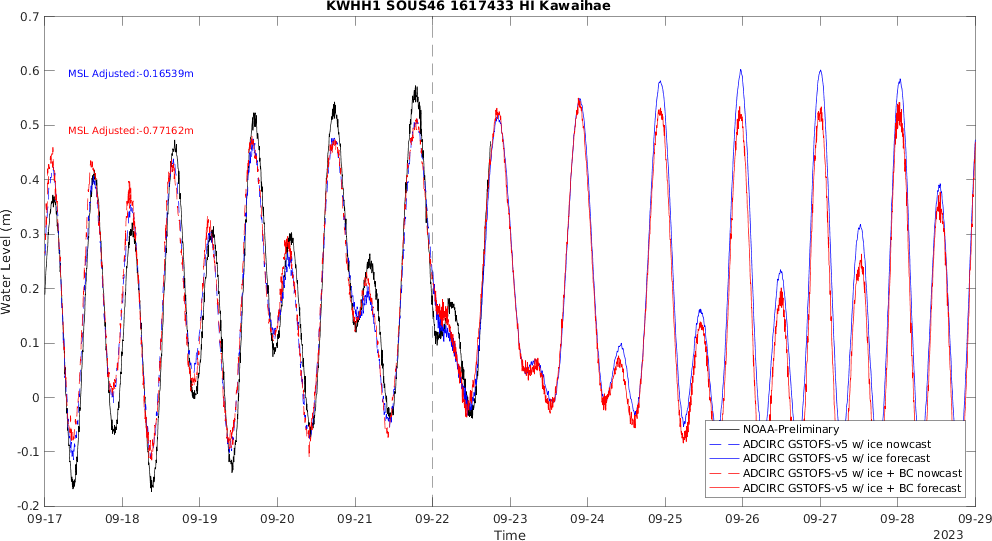 KWHH1 SOUS46 1617433 HI Kawaihae
0.7
0.6
0.5
0.4
0.3
0.2
0.1
0
-0.1
-0.2
Water Level (m)
MSL Adjusted:-0.16539m
MSL Adjusted:-0.77162m
NOAA-Preliminary
ADCIRC GSTOFS-v5 w/ ice nowcast
ADCIRC GSTOFS-v5 w/ ice forecast
ADCIRC GSTOFS-v5 w/ ice + BC nowcast
ADCIRC GSTOFS-v5 w/ ice + BC forecast
09-17 09-18 09-19 09-20 09-21 09-22 09-23 09-24 09-25 09-26 09-27 09-28 09-29
Time
2023